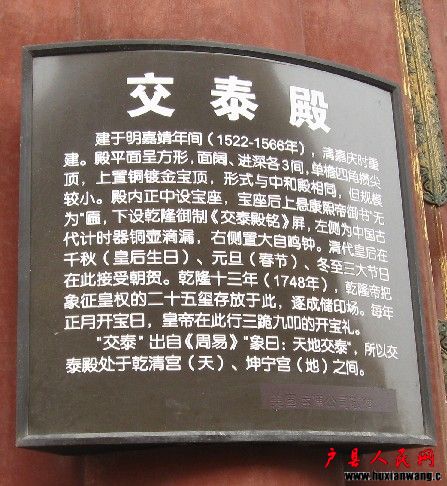 交泰殿
建于明嘉靖年间(1522-1566年),清嘉庆时重
建。殿平面呈方形,面阔、进深各3间,单檐四角攒尖
顶,上置铜镀金宝顶,形式与中和殿相同,但规模
较小。殿内正中设宝座,宝座后上悬康熙帝御书“无
为”匾,下设乾隆御制《交泰殿铭》屏,左侧为中国古
代计时器铜壶滴漏,右侧置大自鸣钟。清代皇后在
千秋(皇后生日)、元旦(春节)、冬至三大节日
在此接受朝贺。乾隆十三年(1748年),乾隆帝把
象征皇权的二十五玺存放于此,逐成储印场。每年
正月开宝日,皇帝在此行三跪九叩的开宝礼。
“交泰”出自《周易》“象曰:天地交泰”,所以交
泰殿处于乾清宫(天)、坤宁宫(地)之间。
户县人民网
www.huxianwang.c